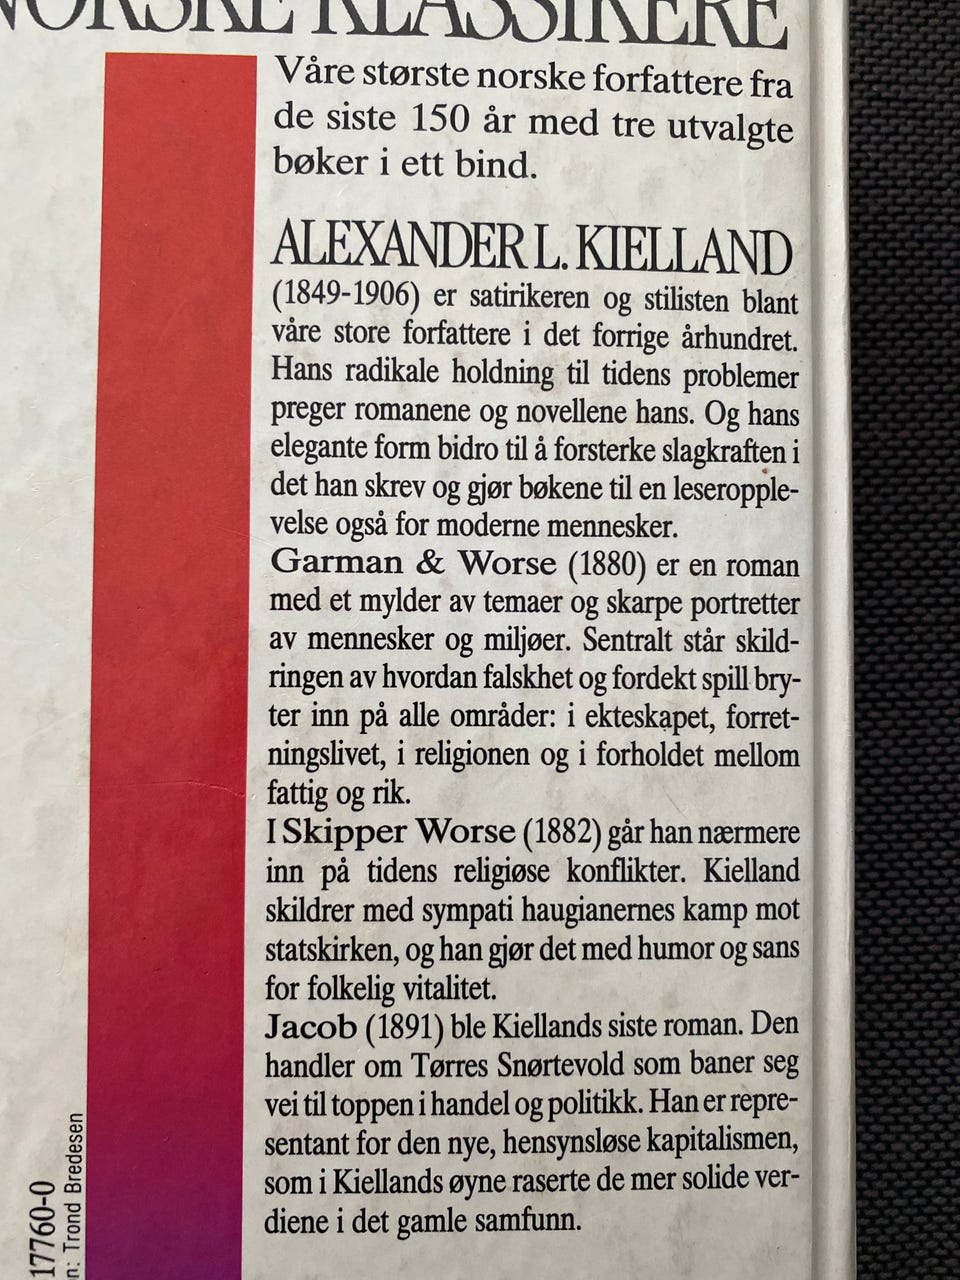 NORSKE KLASSIKERE
Våre største norske forfattere fra
de siste 150 år med tre utvalgte
bøker i ett bind.
ALEXANDER L. KIELLAND
(1849-1906) er satirikeren og stilisten blant
våre store forfattere i det forrige århundret.
Hans radikale holdning til tidens problemer
preger romanene og novellene hans. Og hans
elegante form bidro til å forsterke slagkraften i
det han skrev og gjør bøkene til en leseropple-
velse også for moderne mennesker.
Garman & Worse (1880) er en roman
med et mylder av temaer og skarpe portretter
av mennesker og miljøer. Sentralt står skild-
ringen av hvordan falskhet og fordekt spill bry-
ter inn på alle områder: i ekteskapet, forret-
ningslivet, i religionen og i forholdet mellom
fattig og rik.
I Skipper Worse (1882) går han nærmere
inn på tidens religiøse konflikter. Kielland
skildrer med sympati haugianernes kamp mot
statskirken, og han gjør det med humor og sans
for folkelig vitalitet.
Jacob (1891) ble Kiellands siste roman. Den
handler om Tørres Snørtevold som baner seg
vei til toppen i handel og politikk. Han er repre-
sentant for den nye, hensynsløse kapitalismen,
som i Kiellands øyne raserte de mer solide ver-
diene i det gamle samfunn.
17760-0
n: Trond Bredesen